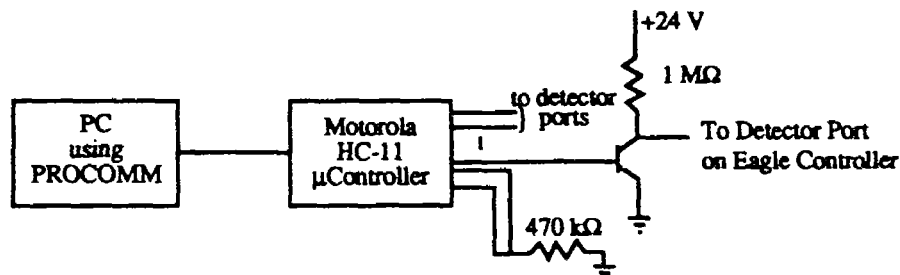 +24 V
1 MΩ
to detector
ports
PC
using
PROCOMM
Motorola
HC-11
µController
To Detector Port
on Eagle Controller
470 kΩ